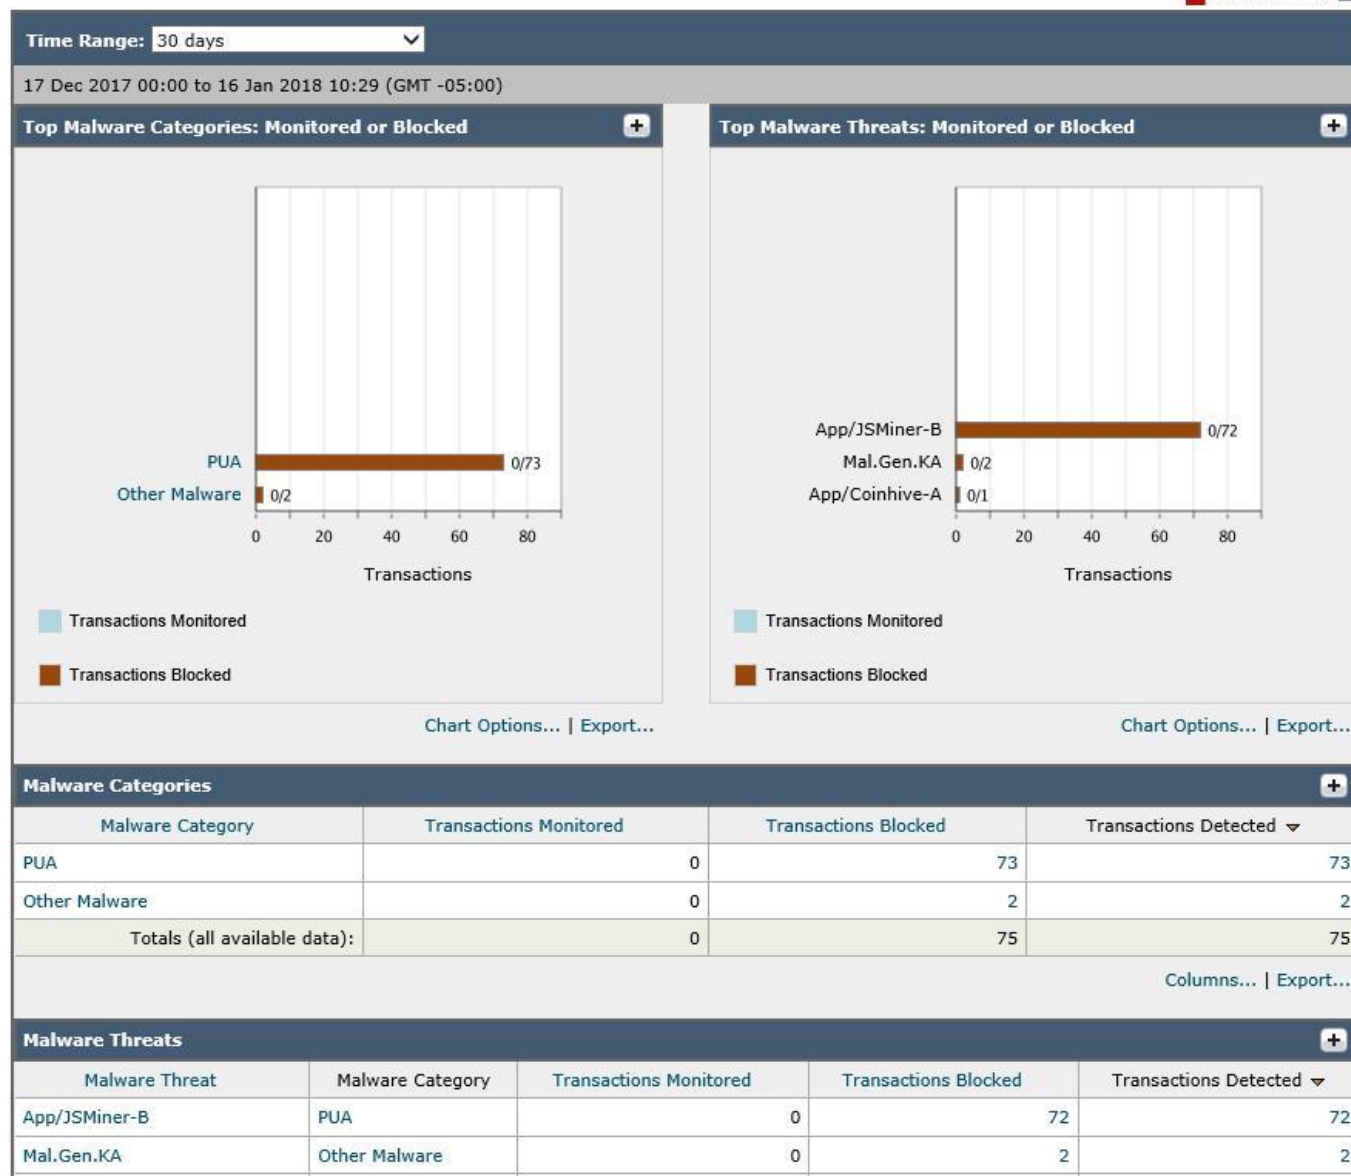 Time Range: 30 days
17 Dec 2017 00:00 to 16 Jan 2018 10:29 (GMT -05:00)
Top Malware Categories: Monitored or Blocked
PUA 0/73
Other Malware 0/2
0 20 40 60 80
Transactions
Transactions Monitored
Transactions Blocked
Chart Options... | Export...
Top Malware Threats: Monitored or Blocked
App/JSMiner-B 0/72
Mal.Gen.KA 0/2
App/Coinhive-A 0/1
0 20 40 60 80
Transactions
Transactions Monitored
Transactions Blocked
Chart Options... | Export...
Malware Categories
Malware Category Transactions Monitored Transactions Blocked Transactions Detected
PUA 0 73 73
Other Malware 0 2 2
Totals (all available data): 0 75 75
Columns... | Export...
Malware Threats
Malware Threat Malware Category Transactions Monitored Transactions Blocked Transactions Detected
App/JSMiner-B PUA 0 72 72
Mal.Gen.KA Other Malware 0 2 2